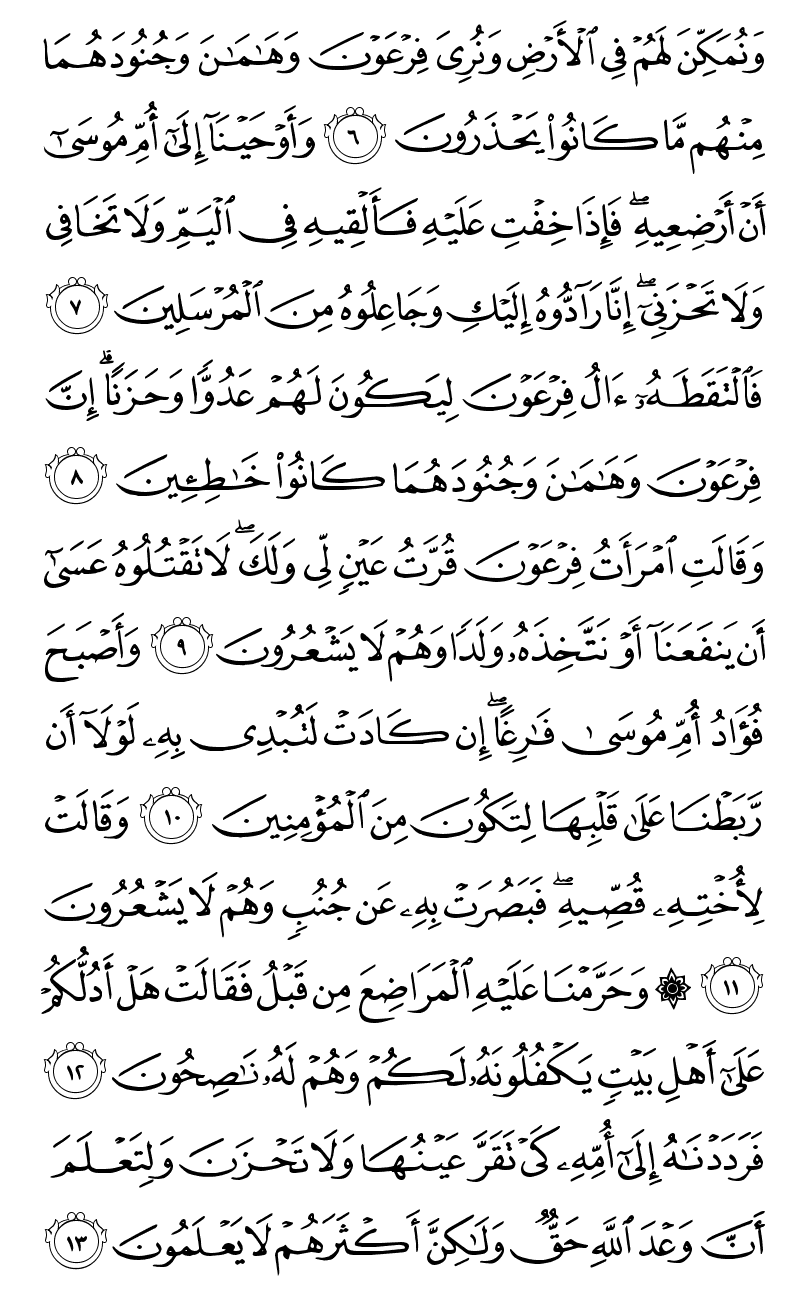 وَنُمَكِّنَ لَهُمْ فِي ٱلْأَرْضِ وَنُرِيَ فِرْعَوْنَ وَهَـٰمَـٰنَ وَجُنُودَهُمَا
مِنْهُم مَّا كَانُوا۟ يَحْذَرُونَ ٦ وَأَوْحَيْنَآ إِلَىٰٓ أُمِّ مُوسَىٰٓ
أَنْ أَرْضِعِيهِ ۖ فَإِذَا خِفْتِ عَلَيْهِ فَأَلْقِيهِ فِي ٱلْيَمِّ وَلَا تَخَافِي
وَلَا تَحْزَنِيٓ ۖ إِنَّا رَآدُّوهُ إِلَيْكِ وَجَاعِلُوهُ مِنَ ٱلْمُرْسَلِينَ ٧
فَٱلْتَقَطَهُۥٓ ءَالُ فِرْعَوْنَ لِيَكُونَ لَهُمْ عَدُوًّا وَحَزَنًا ۗ إِنَّ
فِرْعَوْنَ وَهَـٰمَـٰنَ وَجُنُودَهُمَا كَانُوا۟ خَـٰطِـِٔينَ ٨
وَقَالَتِ ٱمْرَأَتُ فِرْعَوْنَ قُرَّتُ عَيْنٍ لِّي وَلَكَ ۖ لَا تَقْتُلُوهُ عَسَىٰٓ
أَن يَنفَعَنَآ أَوْ نَتَّخِذَهُۥ وَلَدًا وَهُمْ لَا يَشْعُرُونَ ٩ وَأَصْبَحَ
فُؤَادُ أُمِّ مُوسَىٰ فَـٰرِغًا ۖ إِن كَادَتْ لَتُبْدِي بِهِۦ لَوْلَآ أَن
رَّبَطْنَا عَلَىٰ قَلْبِهَا لِتَكُونَ مِنَ ٱلْمُؤْمِنِينَ ١٠ وَقَالَتْ
لِأُخْتِهِۦ قُصِّيهِ ۖ فَبَصُرَتْ بِهِۦ عَن جُنُبٍ وَهُمْ لَا يَشْعُرُونَ
١١ ۞ وَحَرَّمْنَا عَلَيْهِ ٱلْمَرَاضِعَ مِن قَبْلُ فَقَالَتْ هَلْ أَدُلُّكُمْ
عَلَىٰٓ أَهْلِ بَيْتٍ يَكْفُلُونَهُۥ لَكُمْ وَهُمْ لَهُۥ نَـٰصِحُونَ ١٢
فَرَدَدْنَـٰهُ إِلَىٰٓ أُمِّهِۦ كَيْ تَقَرَّ عَيْنُهَا وَلَا تَحْزَنَ وَلِتَعْلَمَ
أَنَّ وَعْدَ ٱللَّهِ حَقٌّ وَلَـٰكِنَّ أَكْثَرَهُمْ لَا يَعْلَمُونَ ١٣